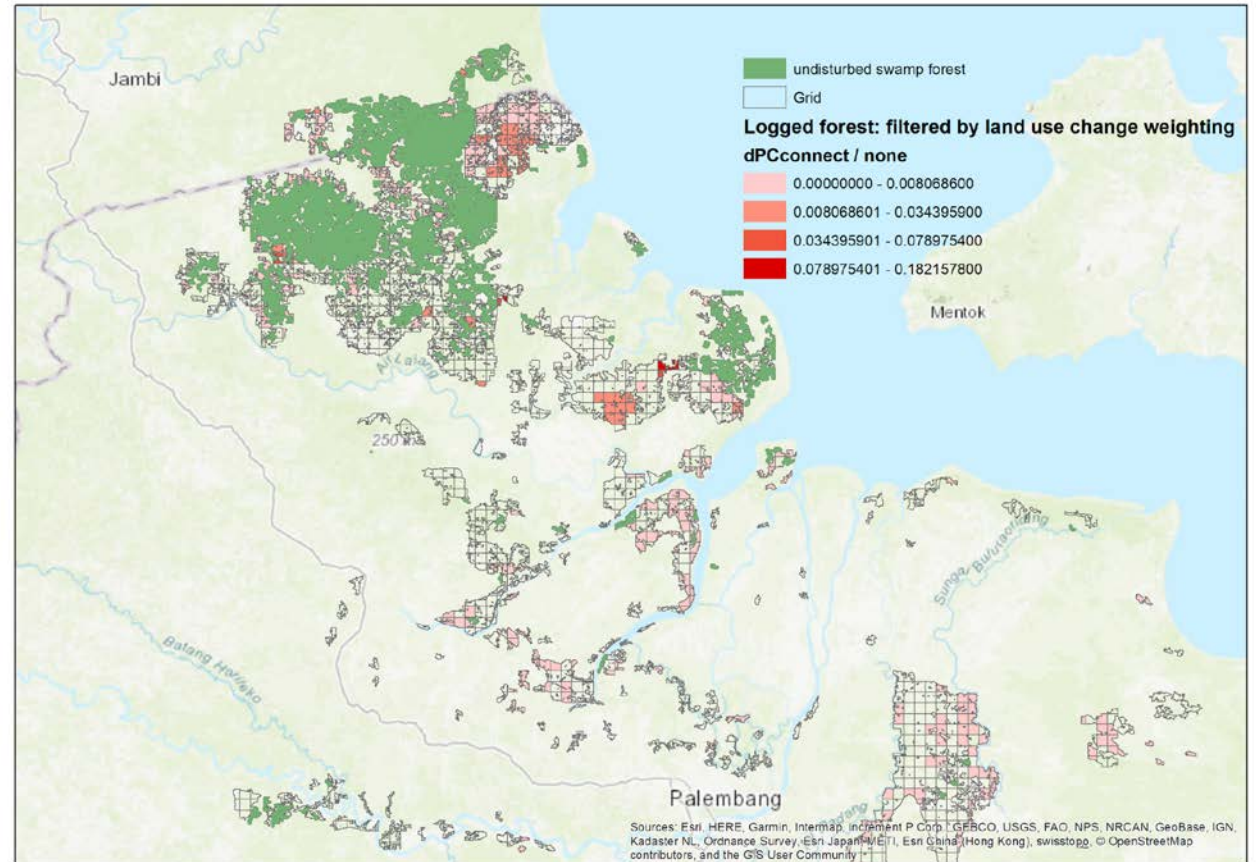 Jambi
undisturbed swamp forest
Grid
Logged forest: filtered by land use change weighting
dPCconnect / none
0.00000000 - 0.008068600
0.008068601 - 0.034395900
0.034395901 - 0.078975400
0.078975401 - 0.182157800
Mentok
Air Lalang
250 m
Sungai
Batang Harileko
Palembang
Padang
Sources: Esri, HERE, Garmin, Intermap, increment P Corp., GEBCO, USGS, FAO, NPS, NRCAN, GeoBase, IGN,
Kadaster NL, Ordnance Survey, Esri Japan, METI, Esri China (Hong Kong), swisstopo, © OpenStreetMap
contributors, and the GIS User Community